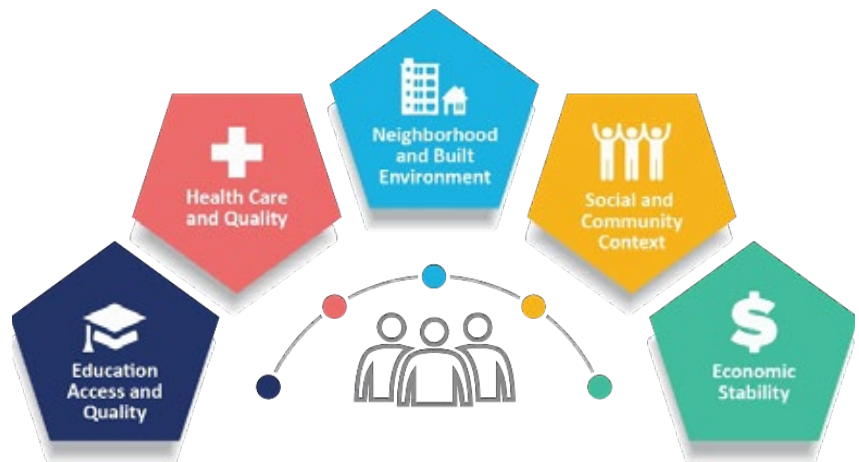 Education
Access and
Quality
Health Care
and Quality
Neighborhood
and Built
Environment
Social and
Community
Context
$
Economic
Stability